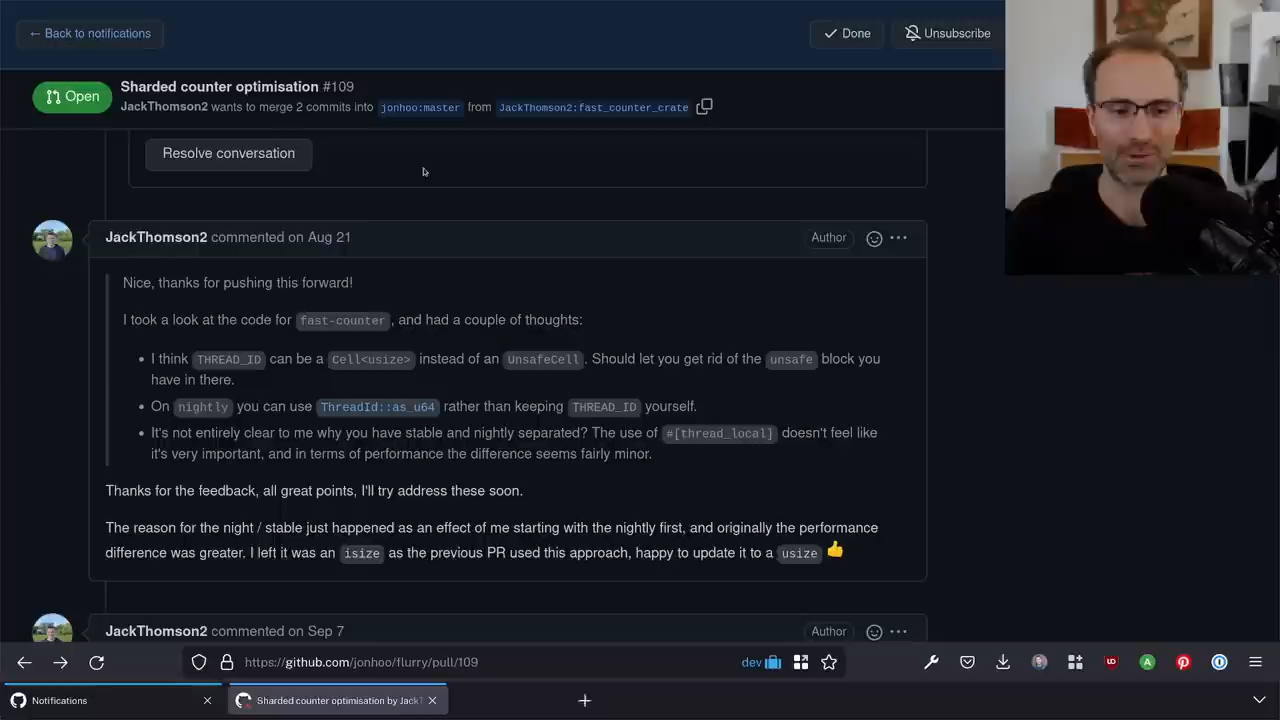 ← Back to notifications
Done
Unsubscribe
Open
Sharded counter optimisation #109
JackThomson2 wants to merge 2 commits into jonhoo:master from JackThomson2:fast_counter_crate
Resolve conversation
JackThomson2 commented on Aug 21
Author
Nice, thanks for pushing this forward!
I took a look at the code for fast-counter, and had a couple of thoughts:
• I think THREAD_ID can be a Cell<usize> instead of an UnsafeCell. Should let you get rid of the unsafe block you
have in there.
• On nightly you can use ThreadId::as_u64 rather than keeping THREAD_ID yourself.
• It's not entirely clear to me why you have stable and nightly separated? The use of #[thread_local] doesn't feel like
it's very important, and in terms of performance the difference seems fairly minor.
Thanks for the feedback, all great points, I'll try address these soon.
The reason for the night / stable just happened as an effect of me starting with the nightly first, and originally the performance
difference was greater. I left it was an isize as the previous PR used this approach, happy to update it to a usize 👍
JackThomson2 commented on Sep 7
Author
https://github.com/jonhoo/flurry/pull/109
dev
Notifications
Sharded counter optimisation by JackT